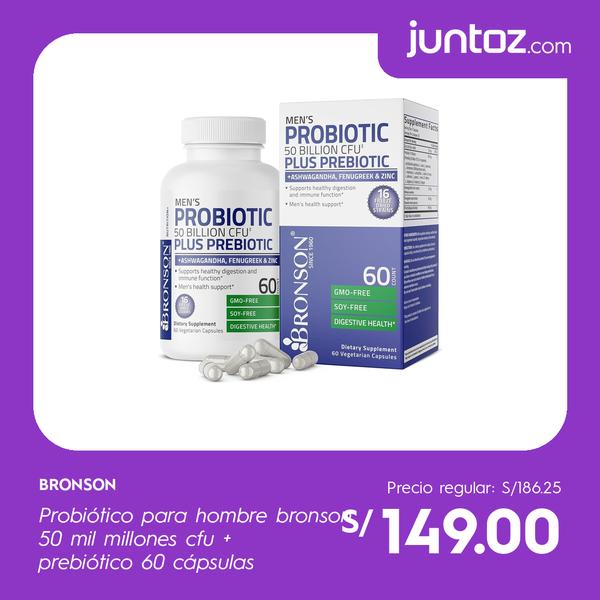 juntoz.com
MEN'S
PROBIOTIC
50 BILLION CFU‡
PLUS PREBIOTIC
+ASHWAGANDHA, FENUGREEK & ZINC
• Supports healthy digestion and
immune function*
• Men's health support*
60
16
GMO-FREE
SOY-FREE
DIGESTIVE HEALTH*
Dietary Supplement
60 Vegetarian Capsules
BRONSON®
MEN'S
PROBIOTIC
50 BILLION CFU‡
PLUS PREBIOTIC
+ASHWAGANDHA, FENUGREEK & ZINC
• Supports healthy digestion
and immune function*
• Men's health support*
16
FREEZE
DRIED
STRAINS
BRONSON®
SINCE 1960
60
COUNT
GMO-FREE
SOY-FREE
DIGESTIVE HEALTH*
Dietary Supplement
60 Vegetarian Capsules
Supplement Facts
BRONSON
Probiótico para hombre bronson
50 mil millones cfu +
prebiótico 60 cápsulas
Precio regular: S/186.25
S/ 149.00